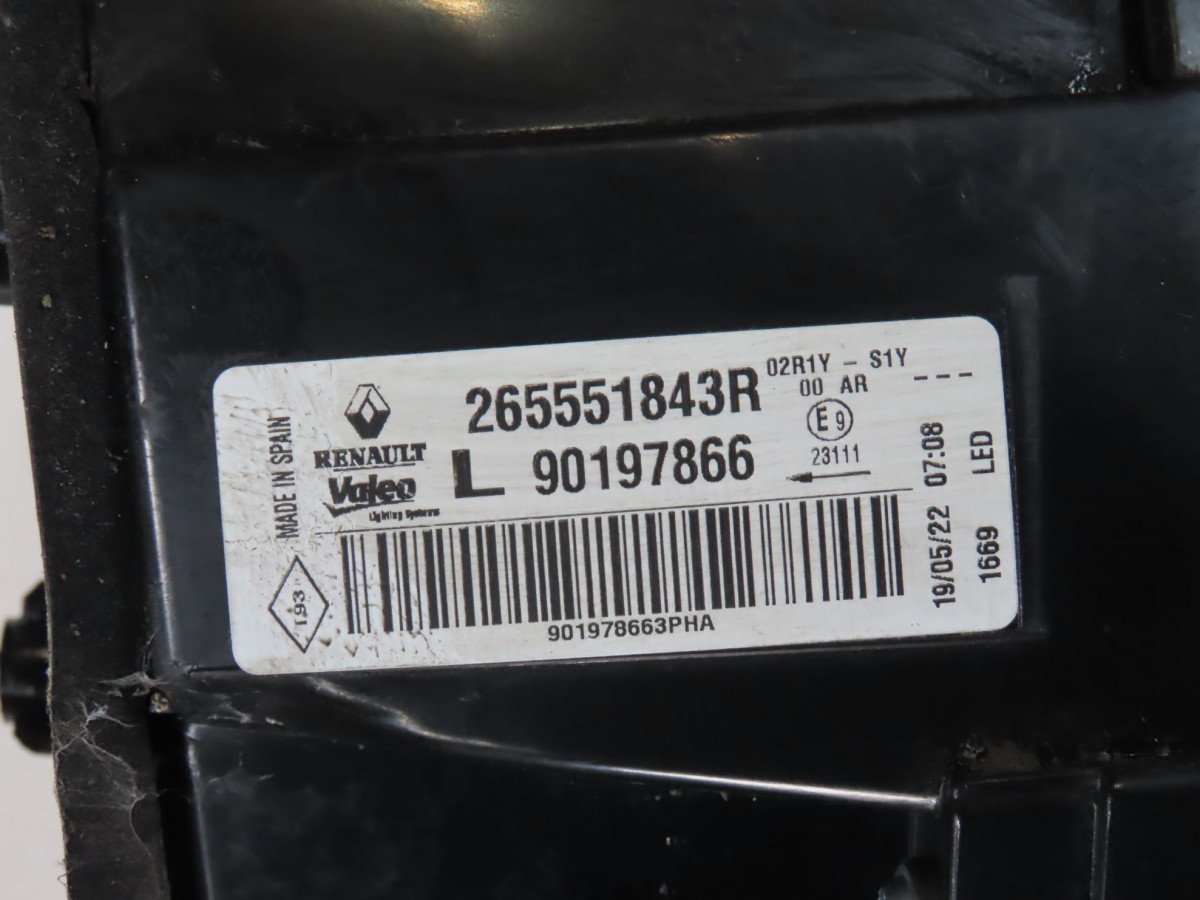 MADE IN SPAIN
RENAULT
Valeo
Lighting Systems
265551843R
L 90197866
02R1Y - S1Y
00 AR
E9
23111
---
19/05/22 07:08
1669 LED
193
901978663PHA